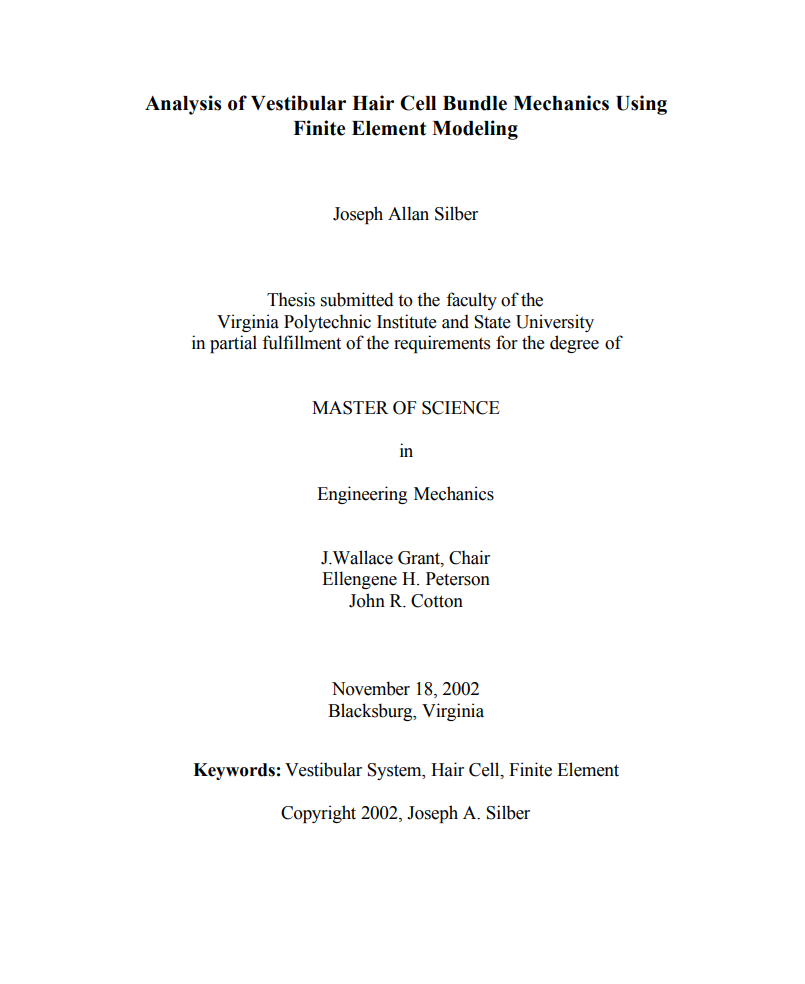 Analysis of Vestibular Hair Cell Bundle Mechanics Using
Finite Element Modeling
Joseph Allan Silber
Thesis submitted to the faculty of the
Virginia Polytechnic Institute and State University
in partial fulfillment of the requirements for the degree of
MASTER OF SCIENCE
in
Engineering Mechanics
J.Wallace Grant, Chair
Ellengene H. Peterson
John R. Cotton
November 18, 2002
Blacksburg, Virginia
Keywords: Vestibular System, Hair Cell, Finite Element
Copyright 2002, Joseph A. Silber